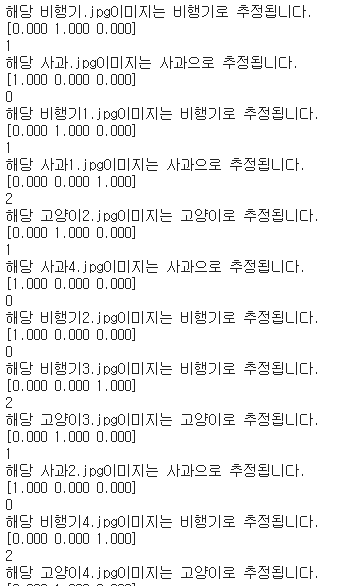 해당 비행기.jpg이미지는 비행기로 추정됩니다.
[0.000 1.000 0.000]
1
해당 사과.jpg이미지는 사과으로 추정됩니다.
[1.000 0.000 0.000]
0
해당 비행기1.jpg이미지는 비행기로 추정됩니다.
[0.000 1.000 0.000]
1
해당 사과1.jpg이미지는 사과으로 추정됩니다.
[0.000 0.000 1.000]
2
해당 고양이2.jpg이미지는 고양이로 추정됩니다.
[0.000 1.000 0.000]
1
해당 사과4.jpg이미지는 사과으로 추정됩니다.
[1.000 0.000 0.000]
0
해당 비행기2.jpg이미지는 비행기로 추정됩니다.
[1.000 0.000 0.000]
0
해당 비행기3.jpg이미지는 비행기로 추정됩니다.
[0.000 0.000 1.000]
2
해당 고양이3.jpg이미지는 고양이로 추정됩니다.
[0.000 1.000 0.000]
1
해당 사과2.jpg이미지는 사과으로 추정됩니다.
[1.000 0.000 0.000]
0
해당 비행기4.jpg이미지는 비행기로 추정됩니다.
[0.000 0.000 1.000]
2
해당 고양이4.jpg이미지는 고양이로 추정됩니다.